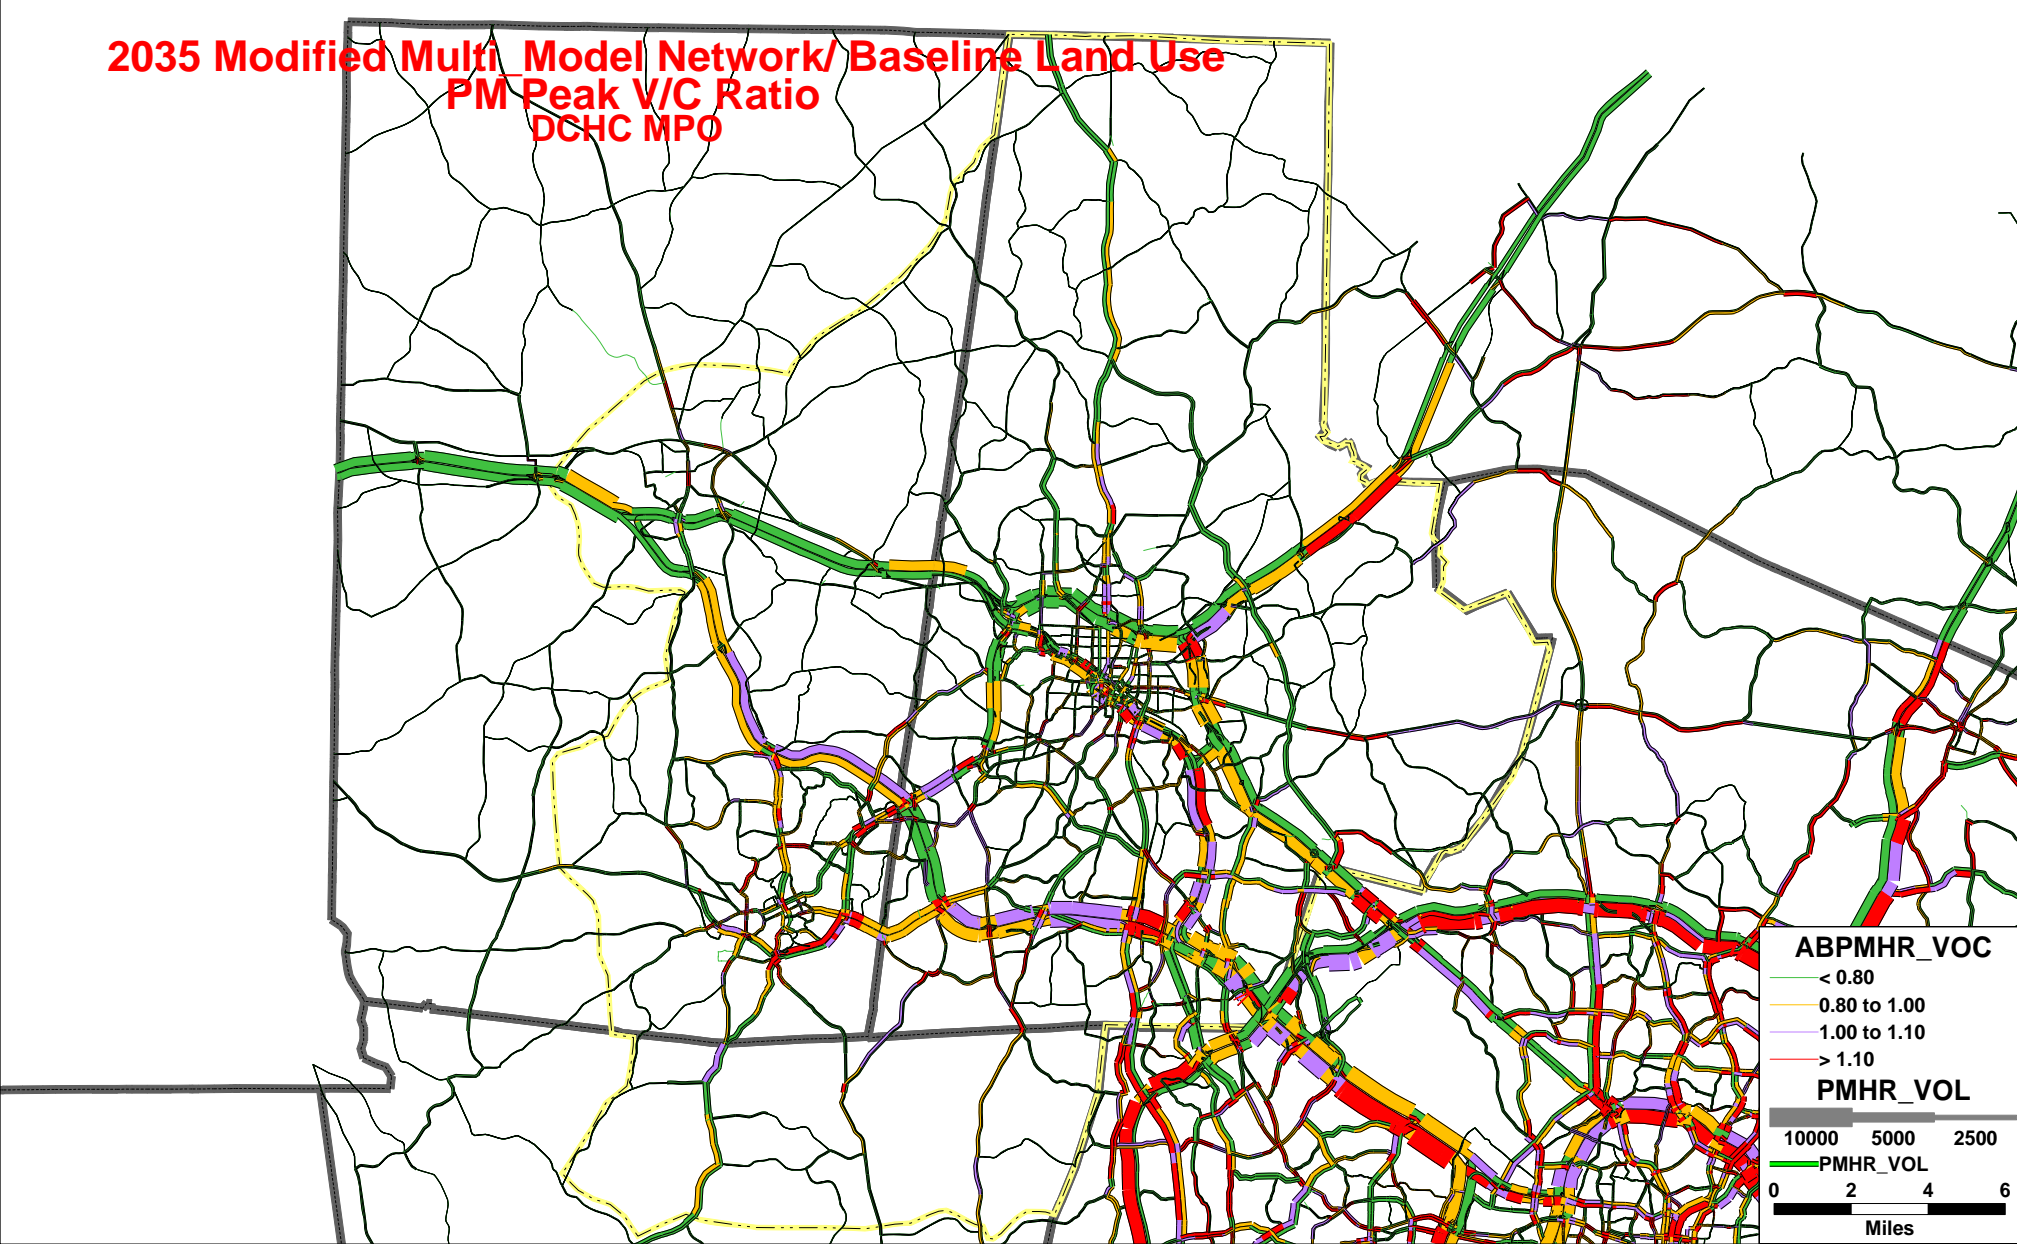 2035 Modified Multi_Model Network/ Baseline Land Use
PM Peak V/C Ratio
DCHC MPO
ABPMHR_VOC
< 0.80
0.80 to 1.00
1.00 to 1.10
> 1.10
PMHR_VOL
10000 5000 2500
PMHR_VOL
0 2 4 6
Miles